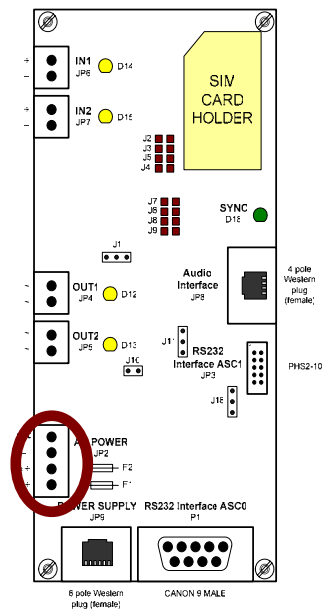 +
IN1
JP6
D14
-
+
IN2
JP7
D15
-
SIM
CARD
HOLDER
J2
J3
J5
J4
J7
J6
J8
J9
SYNC
D18
J1
Audio
Interface
JP8
4 pole
Western
plug
(female)
~
OUT1
JP4
D12
~
~
OUT2
JP5
D13
~
J10
J11
RS232
Interface ASC1
JP3
PHS2-10
J18
POWER
JP2
-
+
F2
+
F1
SUPPLY
JP9
RS232 Interface ASC0
P1
6 pole Western
plug (female)
CANON 9 MALE